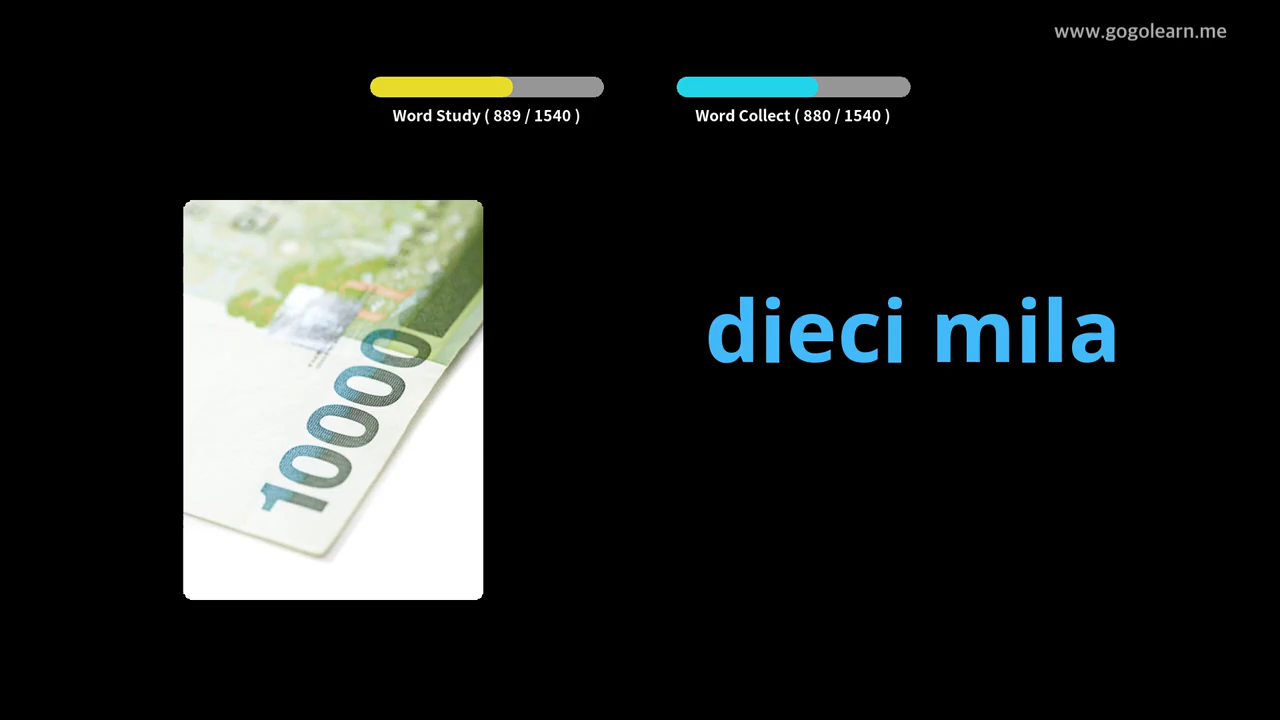 www.gogolearn.me
Word Study ( 889 / 1540 )
Word Collect ( 880 / 1540 )
10000
dieci mila